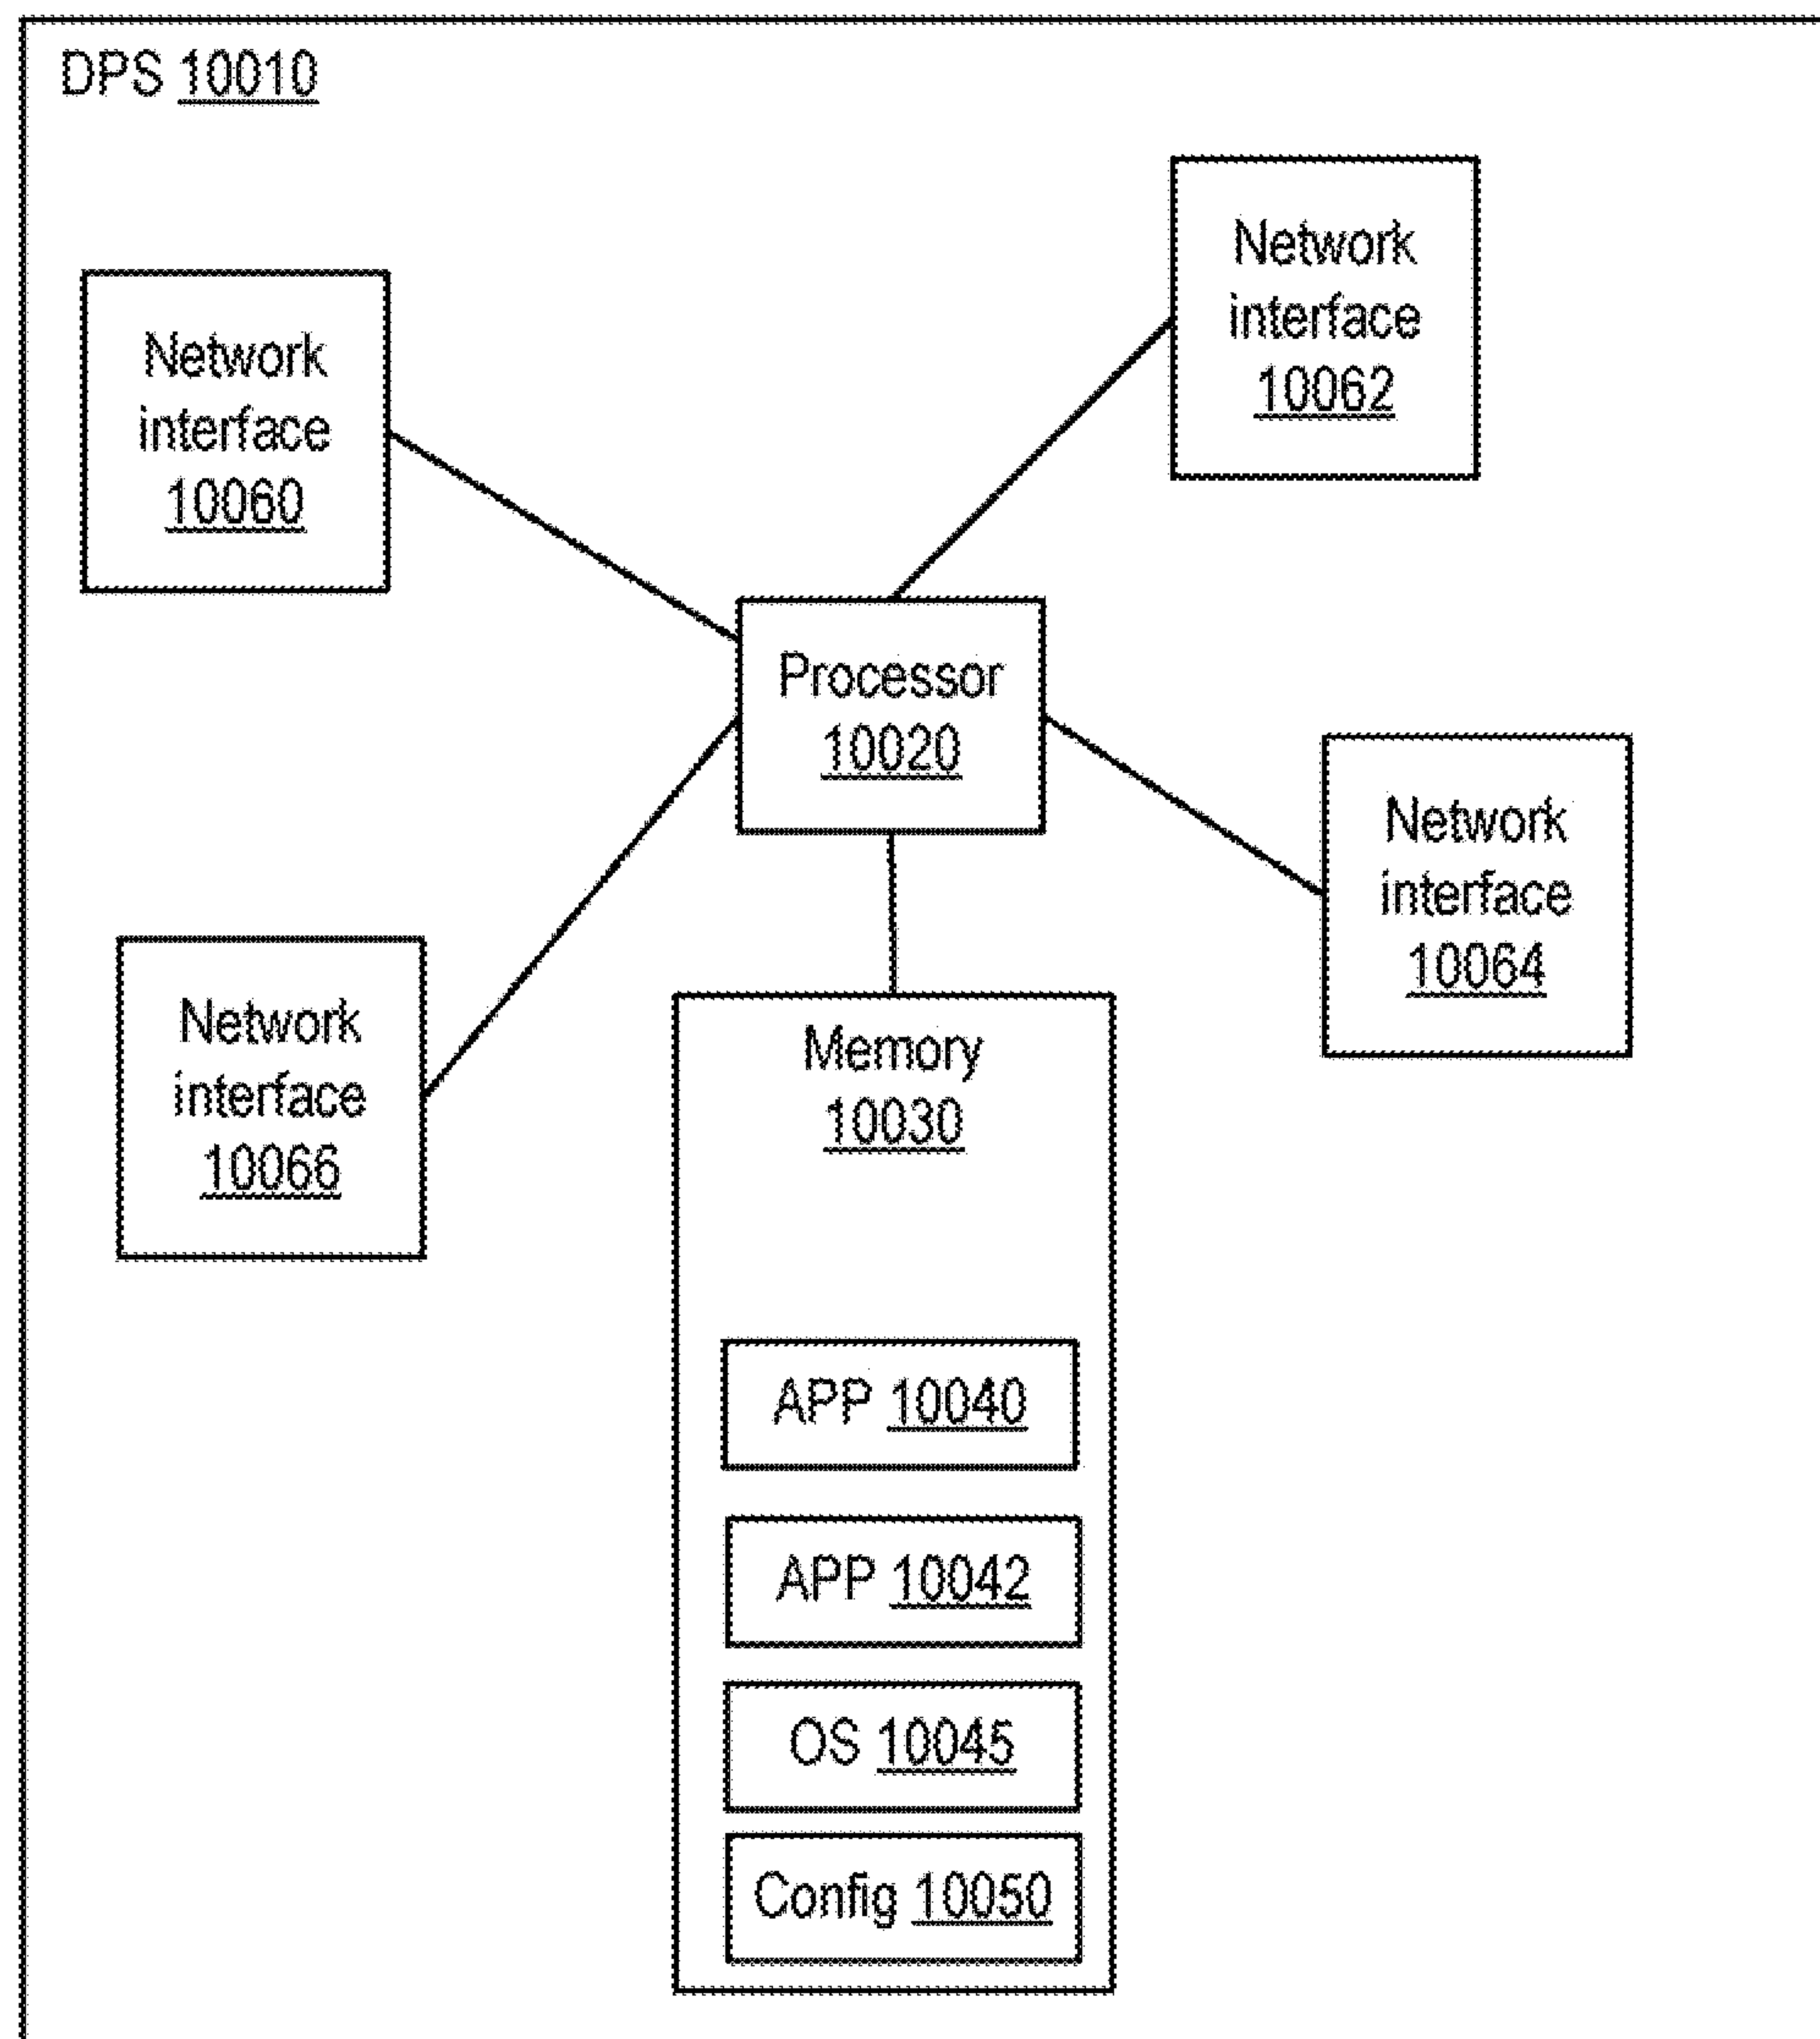 DPS 10010
Network
interface
10062
Network
interface
10060
Processor
10020
Network
interface
10064
Network
interface
10066
Memory
10030
APP 10040
APP 10042
OS 10045
Config 10050